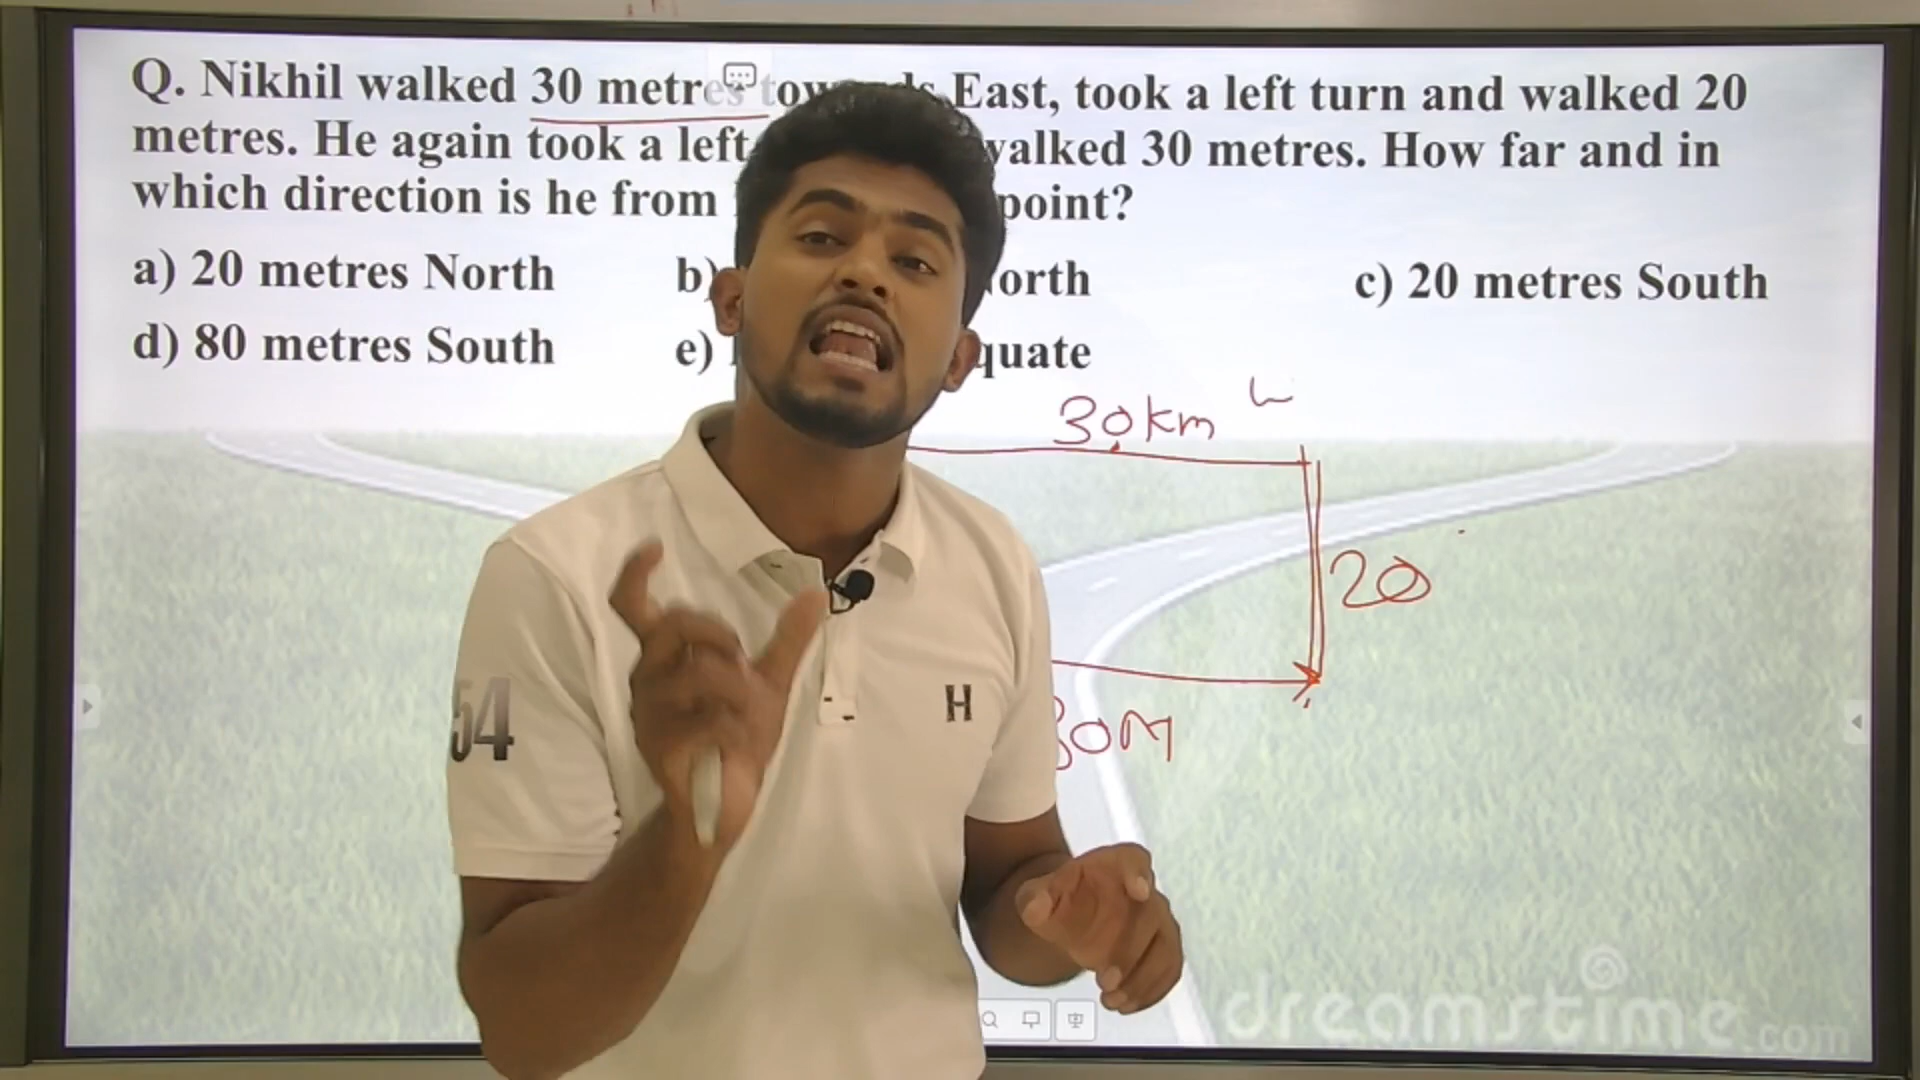 Q. Nikhil walked 30 metres towards East, took a left turn and walked 20
metres. He again took a left walked 30 metres. How far and in
which direction is he from point?
a) 20 metres North b) c) 20 metres South
d) 80 metres South e)
30km
20
30M
54 H
dreamstime.com